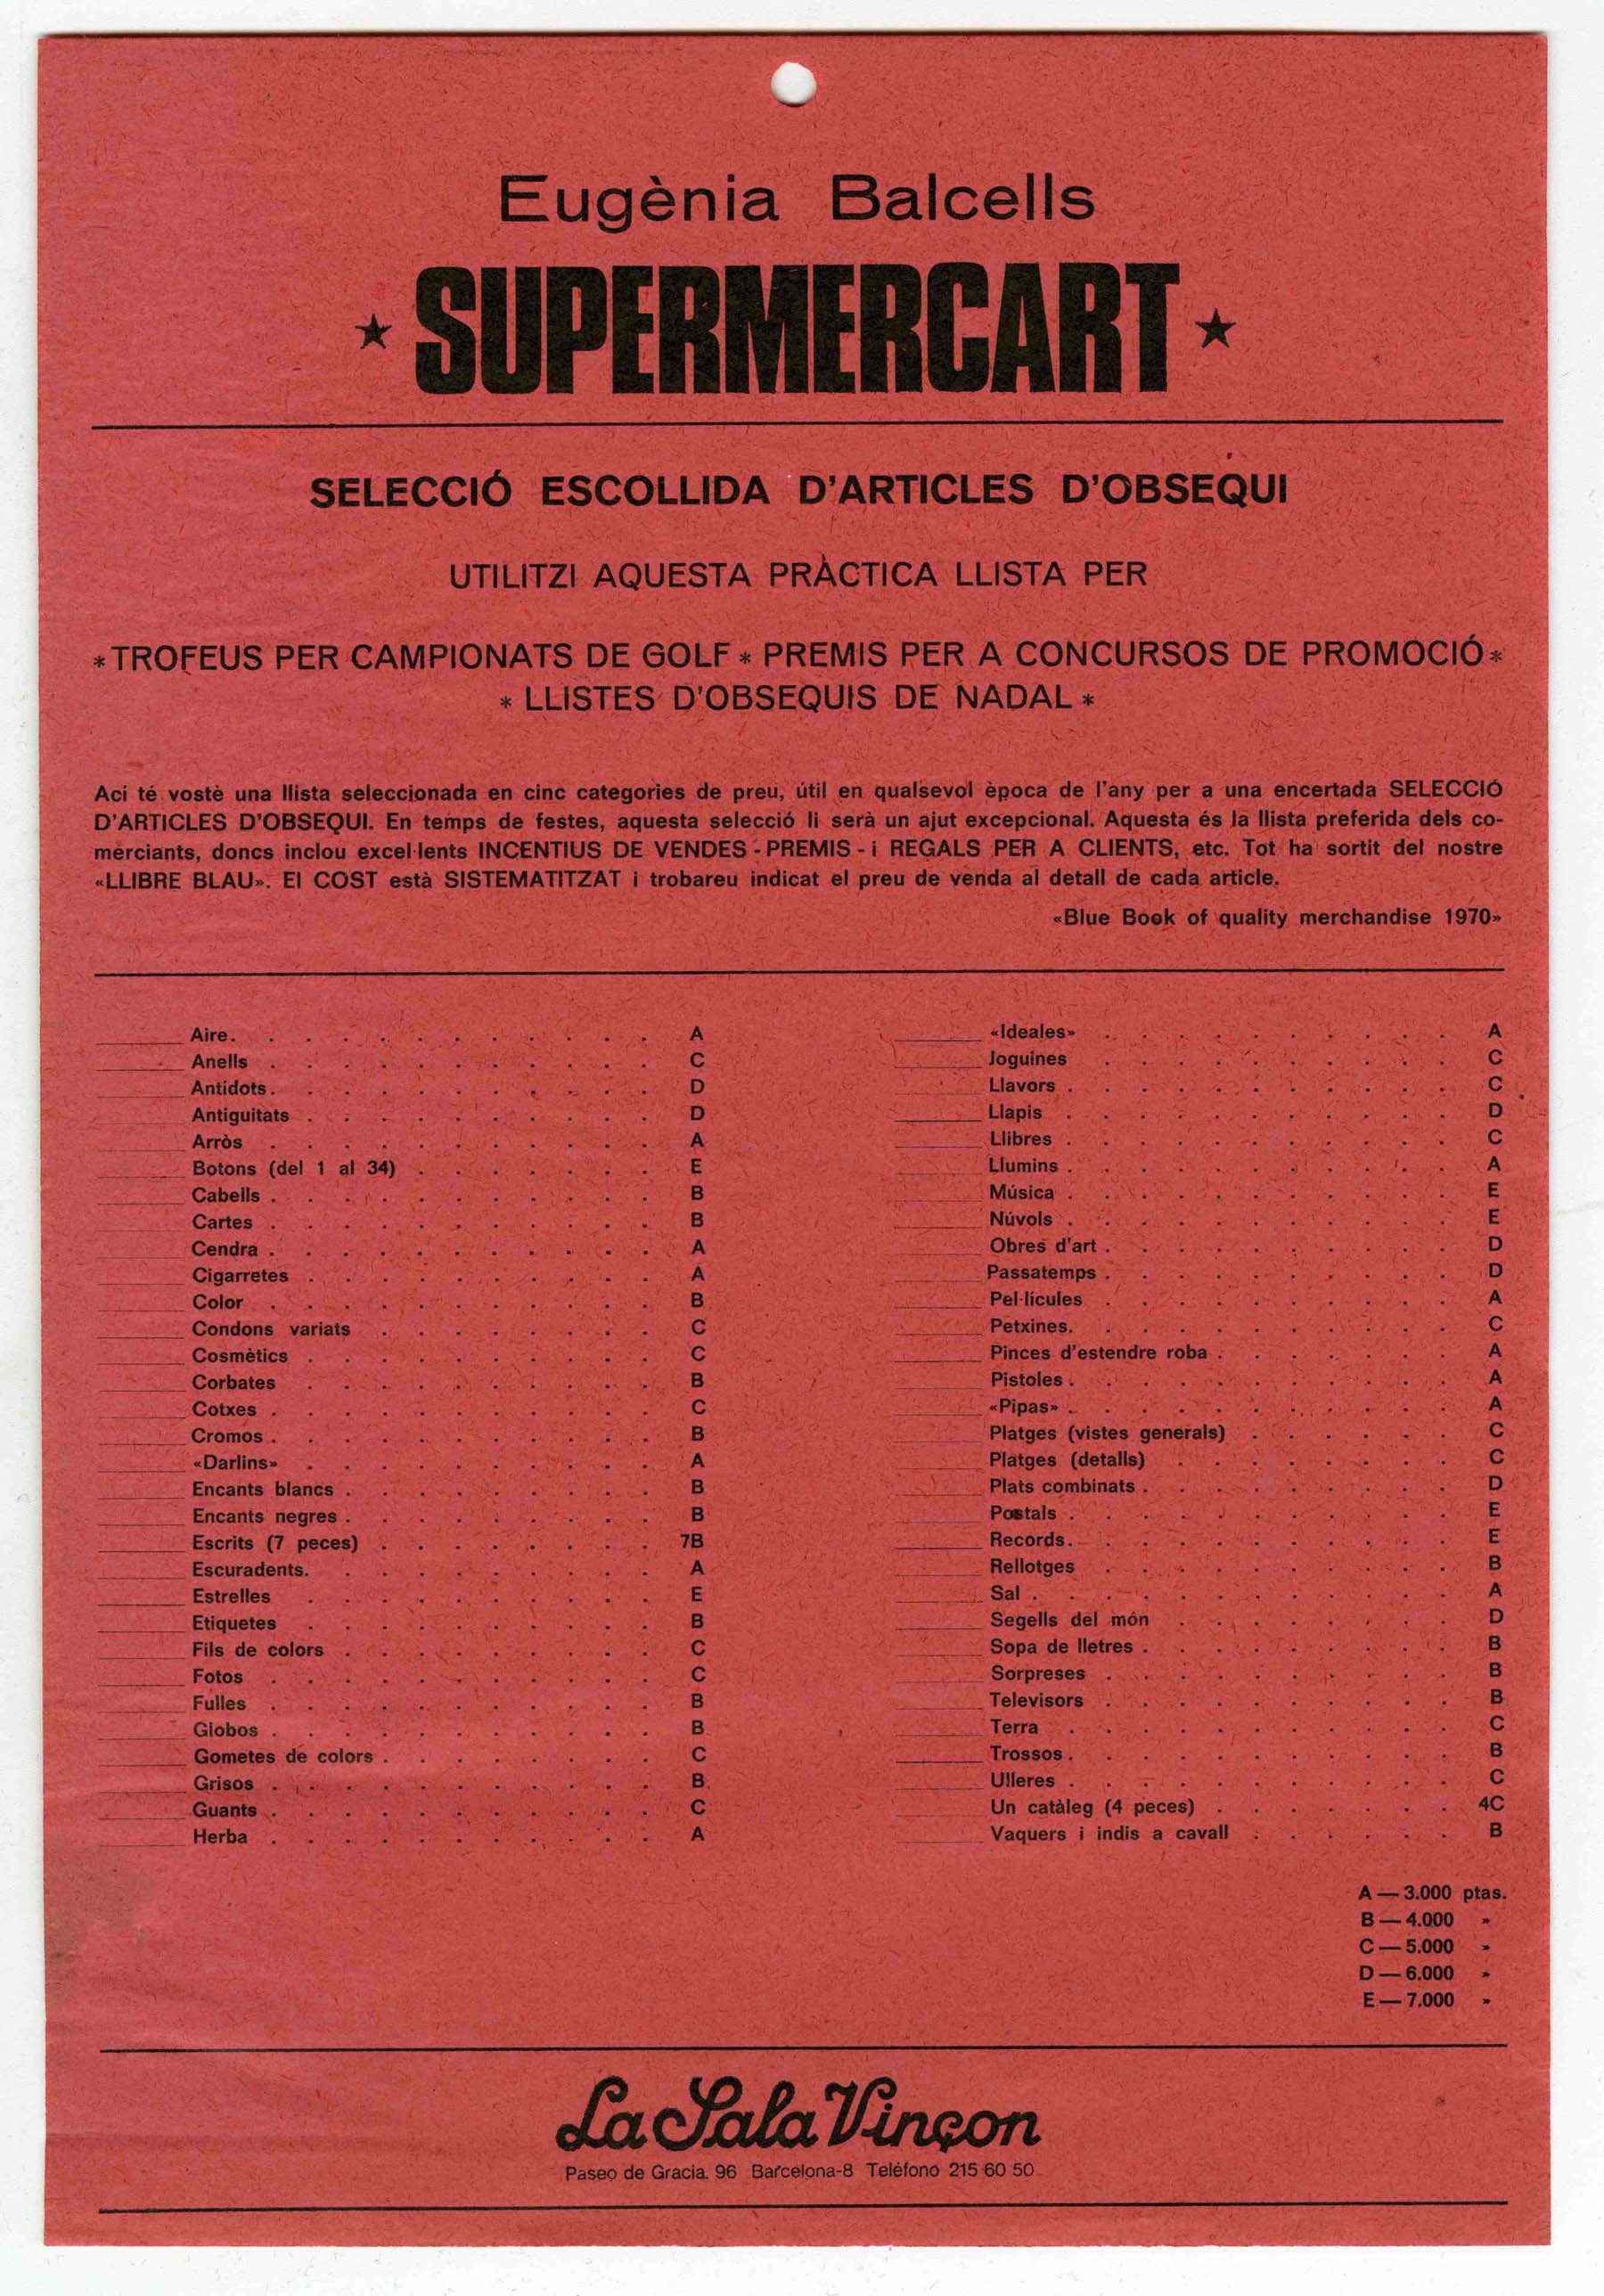 Eugènia Balcells
★ SUPERMERCART ★
SELECCIÓ ESCOLLIDA D'ARTICLES D'OBSEQUI
UTILITZI AQUESTA PRÀCTICA LLISTA PER
*TROFEUS PER CAMPIONATS DE GOLF * PREMIS PER A CONCURSOS DE PROMOCIÓ*
* LLISTES D'OBSEQUIS DE NADAL *
Ací té vostè una llista seleccionada en cinc categories de preu, útil en qualsevol època de l'any per a una encertada SELECCIÓ
D'ARTICLES D'OBSEQUI. En temps de festes, aquesta selecció li serà un ajut excepcional. Aquesta és la llista preferida dels co-
merciants, doncs inclou excel·lents INCENTIUS DE VENDES - PREMIS - i REGALS PER A CLIENTS, etc. Tot ha sortit del nostre
«LLIBRE BLAU». El COST està SISTEMATITZAT i trobareu indicat el preu de venda al detall de cada article.
«Blue Book of quality merchandise 1970»
Aire. A
Anells C
Antidots. D
Antiguitats D
Arròs A
Botons (del 1 al 34) E
Cabells B
Cartes B
Cendra A
Cigarretes A
Color B
Condons variats C
Cosmètics C
Corbates B
Cotxes C
Cromos B
«Darlins» A
Encants blancs B
Encants negres B
Escrits (7 peces) 7B
Escuradents. A
Estrelles E
Etiquetes B
Fils de colors C
Fotos C
Fulles B
Globos B
Gometes de colors C
Grisos B
Guants C
Herba A
«Ideales» A
Joguines C
Llavors C
Llapis D
Llibres C
Llumins A
Música E
Núvols E
Obres d'art D
Passatemps D
Pel·lícules A
Petxines. C
Pinces d'estendre roba A
Pistoles A
«Pipas» A
Platges (vistes generals) C
Platges (detalls) C
Plats combinats D
Postals E
Records. E
Rellotges B
Sal A
Segells del món D
Sopa de lletres B
Sorpreses B
Televisors B
Terra C
Trossos B
Ulleres C
Un catàleg (4 peces) 4C
Vaquers i indis a cavall B
A — 3.000 ptas.
B — 4.000 »
C — 5.000 »
D — 6.000 »
E — 7.000 »
La Sala Vinçon
Paseo de Gracia. 96 Barcelona-8 Teléfono 215 60 50